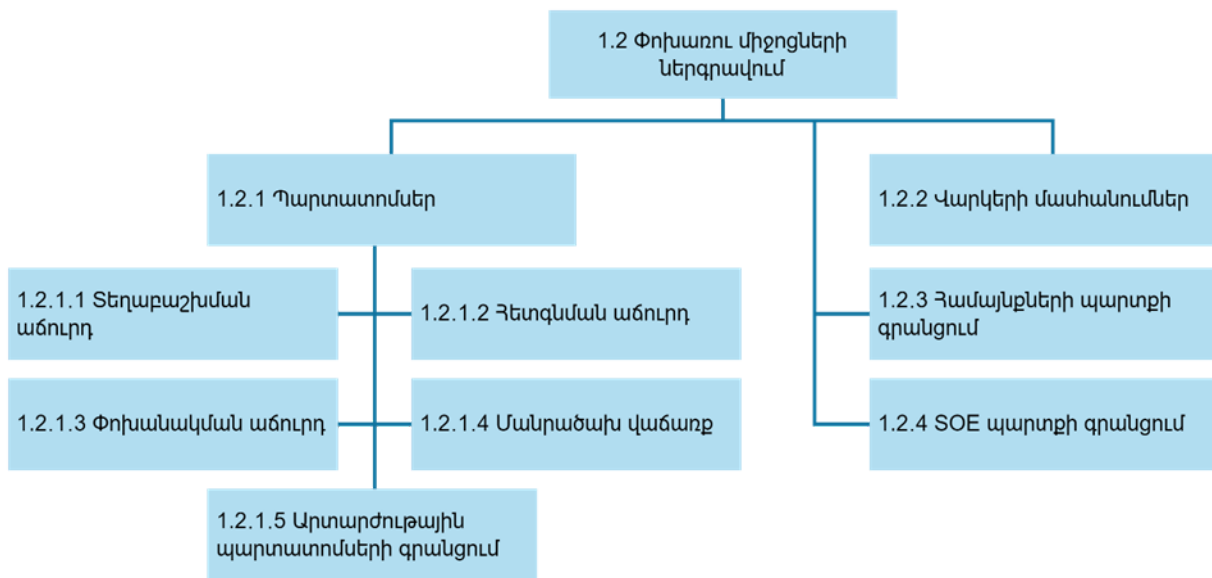 1.2 Փոխառու միջոցների
ներգրավում
1.2.1 Պարտատոմսեր
1.2.2 Վարկերի մասհանումներ
1.2.1.1 Տեղաբաշխման
աճուրդ
1.2.1.2 Հետգնման աճուրդ
1.2.3 Համայնքների պարտքի
գրանցում
1.2.1.3 Փոխանակման աճուրդ
1.2.1.4 Մանրածախ վաճառք
1.2.4 SOE պարտքի գրանցում
1.2.1.5 Արտարժութային
պարտատոմսերի գրանցում